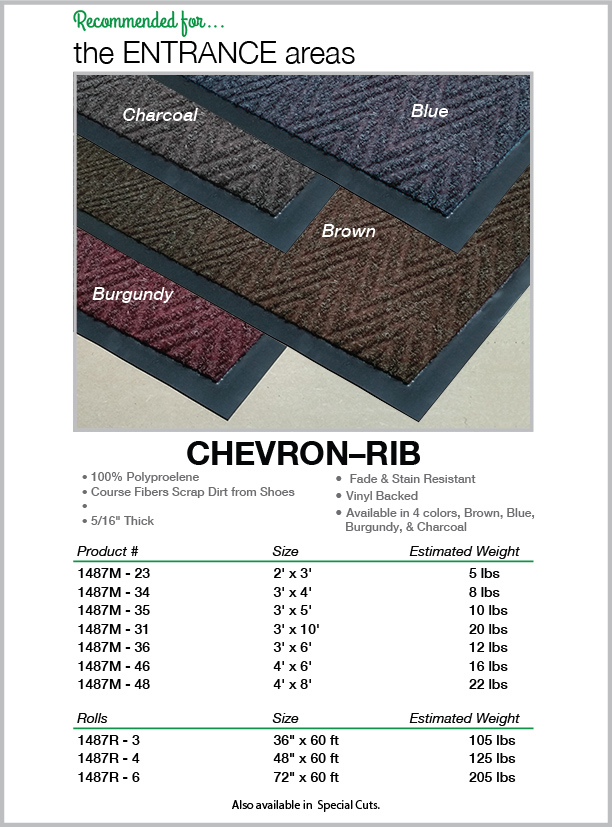 Recommended for...
the ENTRANCE areas
Charcoal
Blue
Brown
Burgundy
CHEVRON–RIB
• 100% Polyproelene
• Course Fibers Scrap Dirt from Shoes
•
• 5/16" Thick
• Fade & Stain Resistant
• Vinyl Backed
• Available in 4 colors, Brown, Blue,
Burgundy, & Charcoal
Product # Size Estimated Weight
1487M - 23 2' x 3' 5 lbs
1487M - 34 3' x 4' 8 lbs
1487M - 35 3' x 5' 10 lbs
1487M - 31 3' x 10' 20 lbs
1487M - 36 3' x 6' 12 lbs
1487M - 46 4' x 6' 16 lbs
1487M - 48 4' x 8' 22 lbs
Rolls Size Estimated Weight
1487R - 3 36" x 60 ft 105 lbs
1487R - 4 48" x 60 ft 125 lbs
1487R - 6 72" x 60 ft 205 lbs
Also available in Special Cuts.